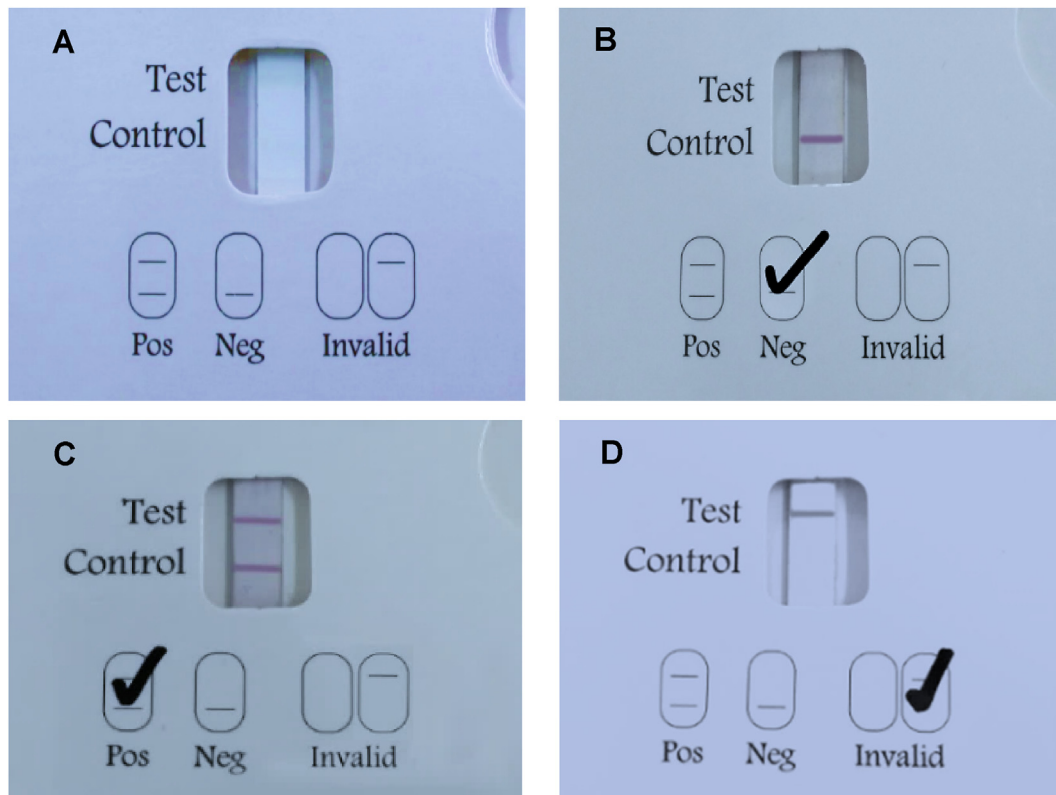 A
Test
Control
Pos Neg Invalid
B
Test
Control
Pos Neg Invalid
C
Test
Control
Pos Neg Invalid
D
Test
Control
Pos Neg Invalid